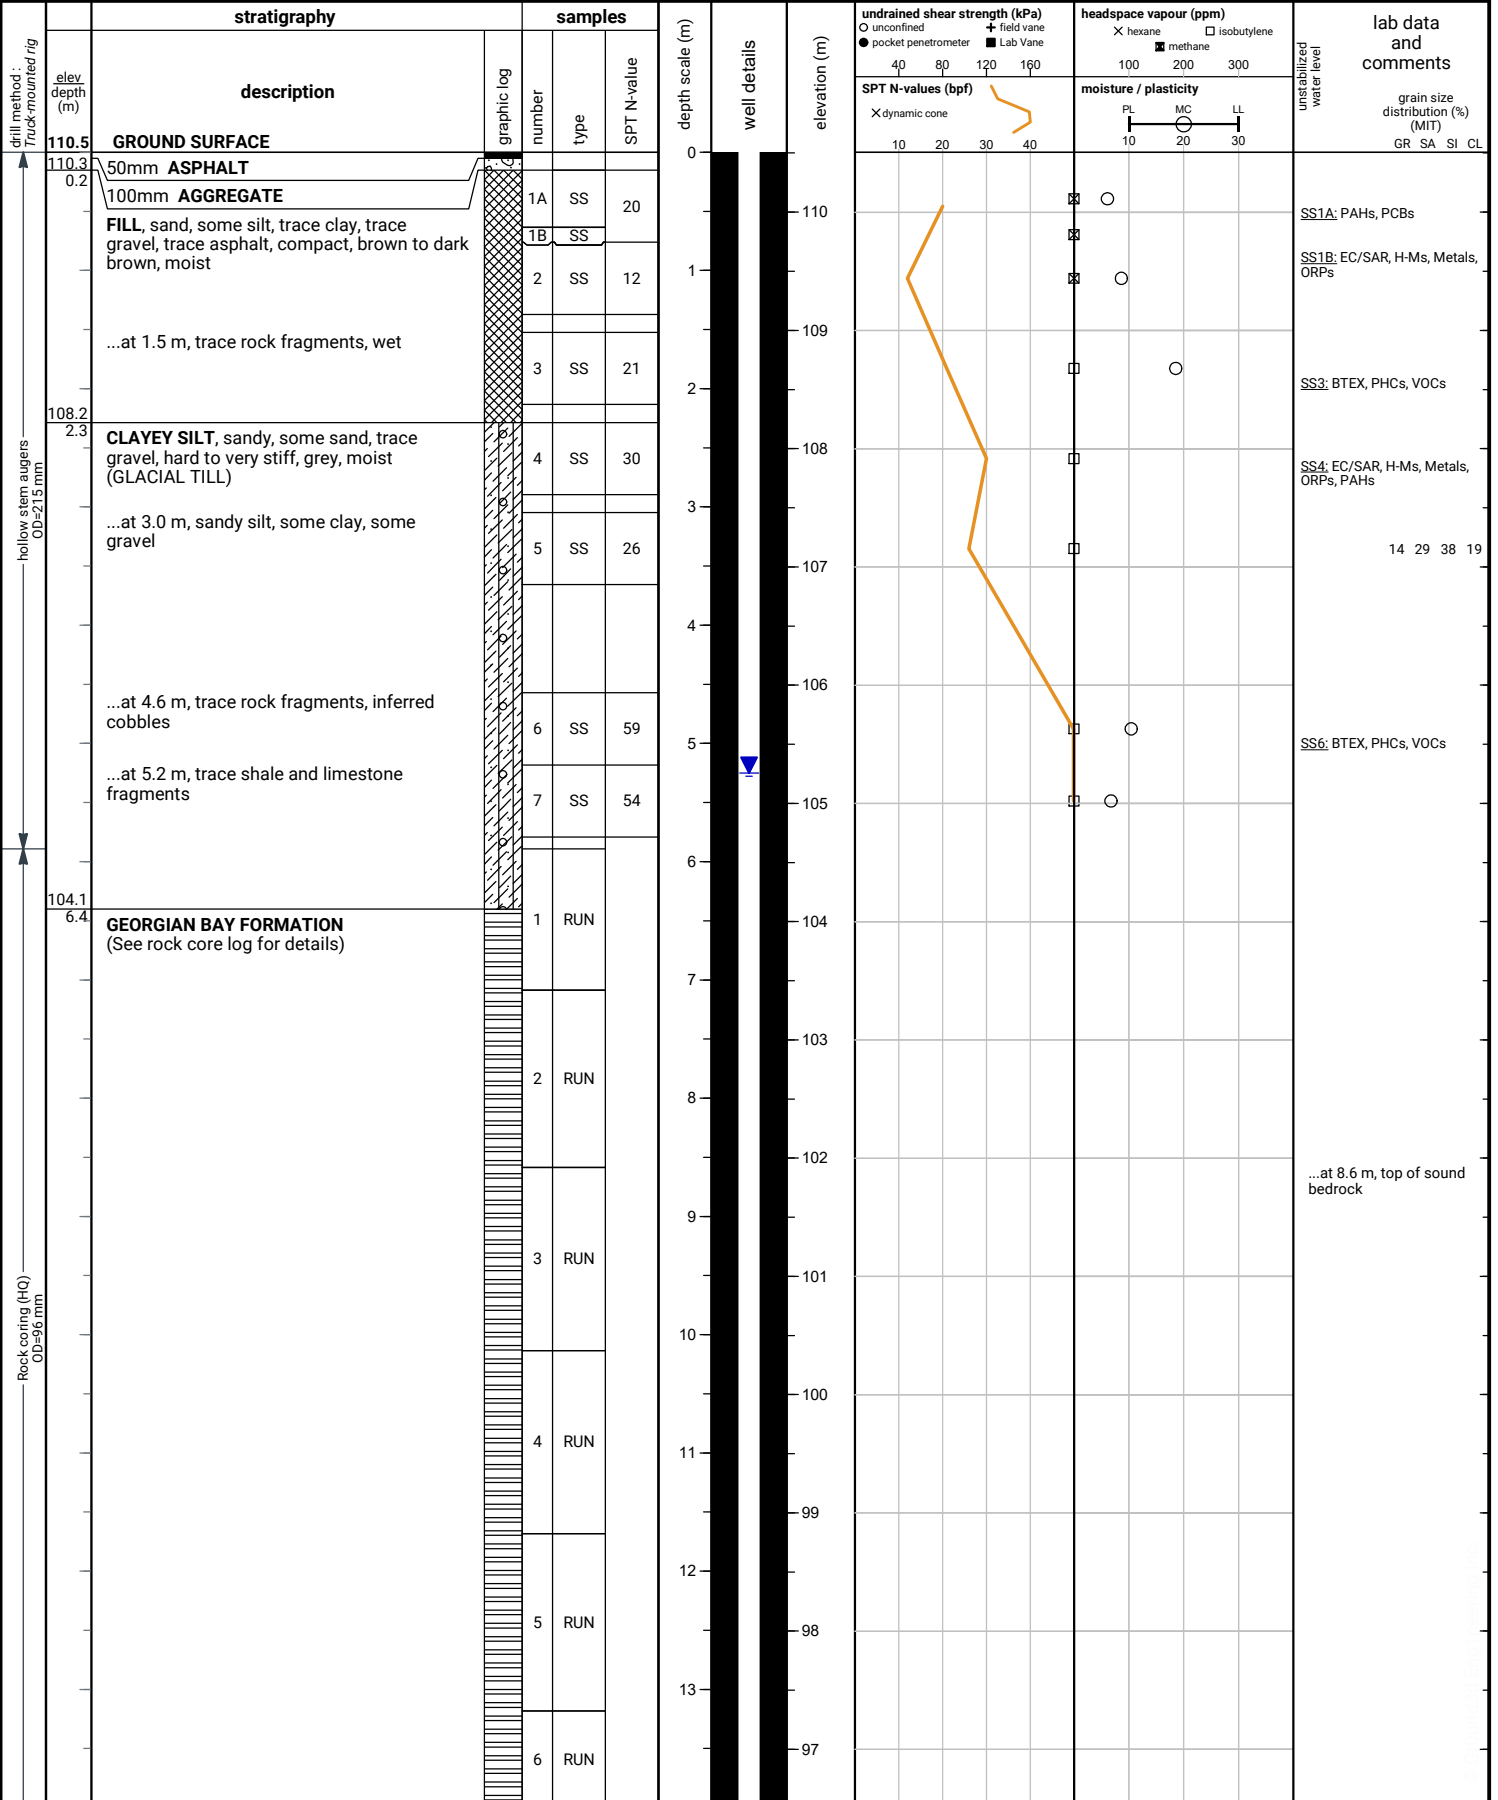 stratigraphy
samples
drill method :
Truck-mounted rig
elev
depth
(m)
description
graphic log
number
type
SPT N-value
depth scale (m)
well details
elevation (m)
undrained shear strength (kPa)
unconfined
field vane
pocket penetrometer
Lab Vane
40 80 120 160
SPT N-values (bpf)
dynamic cone
10 20 30 40
headspace vapour (ppm)
hexane
isobutylene
methane
100 200 300
moisture / plasticity
PL MC LL
10 20 30
unstabilized
water level
lab data
and
comments
grain size
distribution (%)
(MIT)
GR SA SI CL
110.5 GROUND SURFACE
110.3
0.2
50mm ASPHALT
100mm AGGREGATE
FILL, sand, some silt, trace clay, trace
gravel, trace asphalt, compact, brown to dark
brown, moist
...at 1.5 m, trace rock fragments, wet
108.2
2.3
CLAYEY SILT, sandy, some sand, trace
gravel, hard to very stiff, grey, moist
(GLACIAL TILL)
...at 3.0 m, sandy silt, some clay, some
gravel
...at 4.6 m, trace rock fragments, inferred
cobbles
...at 5.2 m, trace shale and limestone
fragments
104.1
6.4
GEORGIAN BAY FORMATION
(See rock core log for details)
hollow stem augers
OD=215 mm
Rock coring (HQ)
OD=96 mm
1A SS 20
1B SS
2 SS 12
3 SS 21
4 SS 30
5 SS 26
6 SS 59
7 SS 54
1 RUN
2 RUN
3 RUN
4 RUN
5 RUN
6 RUN
0
1
2
3
4
5
6
7
8
9
10
11
12
13
110
109
108
107
106
105
104
103
102
101
100
99
98
97
SS1A: PAHs, PCBs
SS1B: EC/SAR, H-Ms, Metals,
ORPs
SS3: BTEX, PHCs, VOCs
SS4: EC/SAR, H-Ms, Metals,
ORPs, PAHs
14 29 38 19
SS6: BTEX, PHCs, VOCs
...at 8.6 m, top of sound
bedrock